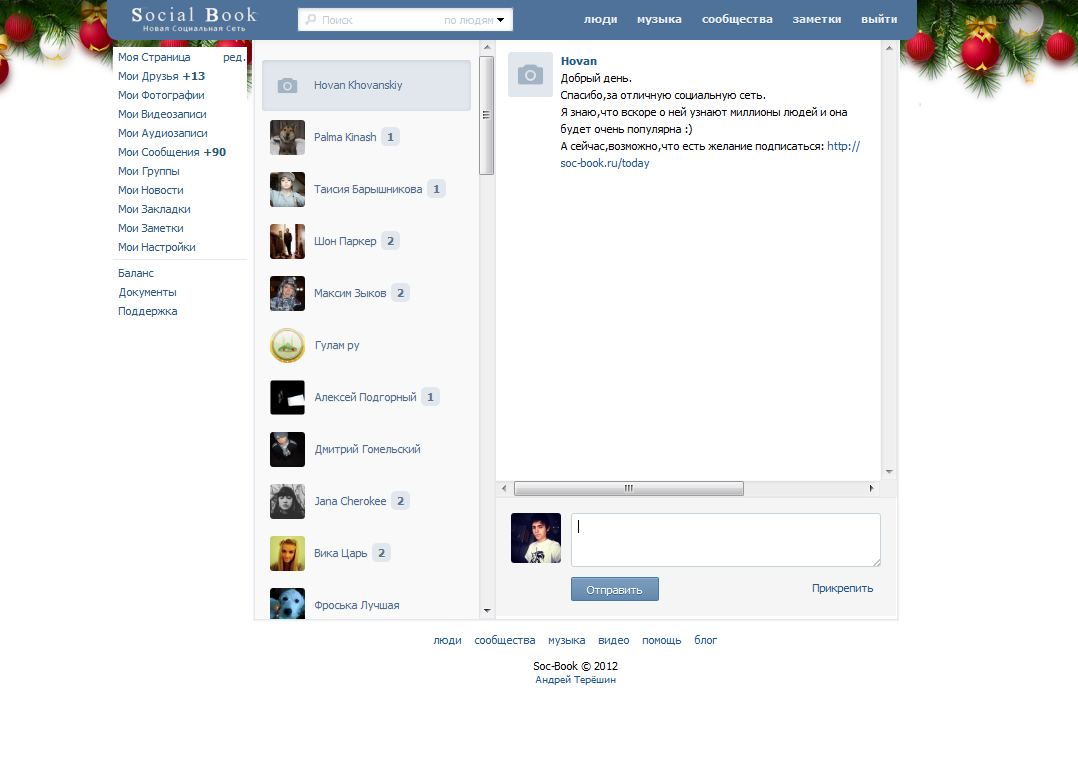 Social Book
Новая Социальная Сеть
Поиск
по людям
люди
музыка
сообщества
заметки
выйти
Моя Страница ред.
Мои Друзья +13
Мои Фотографии
Мои Видеозаписи
Мои Аудиозаписи
Мои Сообщения +90
Мои Группы
Мои Новости
Мои Закладки
Мои Заметки
Мои Настройки
Баланс
Документы
Поддержка
Hovan Khovanskiy
Palma Kinash 1
Таисия Барышникова 1
Шон Паркер 2
Максим Зыков 2
Гулам ру
Алексей Подгорный 1
Дмитрий Гомельский
Jana Cherokee 2
Вика Царь 2
Фроська Лучшая
Hovan
Добрый день.
Спасибо,за отличную социальную сеть.
Я знаю,что вскоре о ней узнают миллионы людей и она
будет очень популярна :)
А сейчас,возможно,что есть желание подписаться: http://
soc-book.ru/today
Отправить
Прикрепить
люди сообщества музыка видео помощь блог
Soc-Book © 2012
Андрей Терёшин